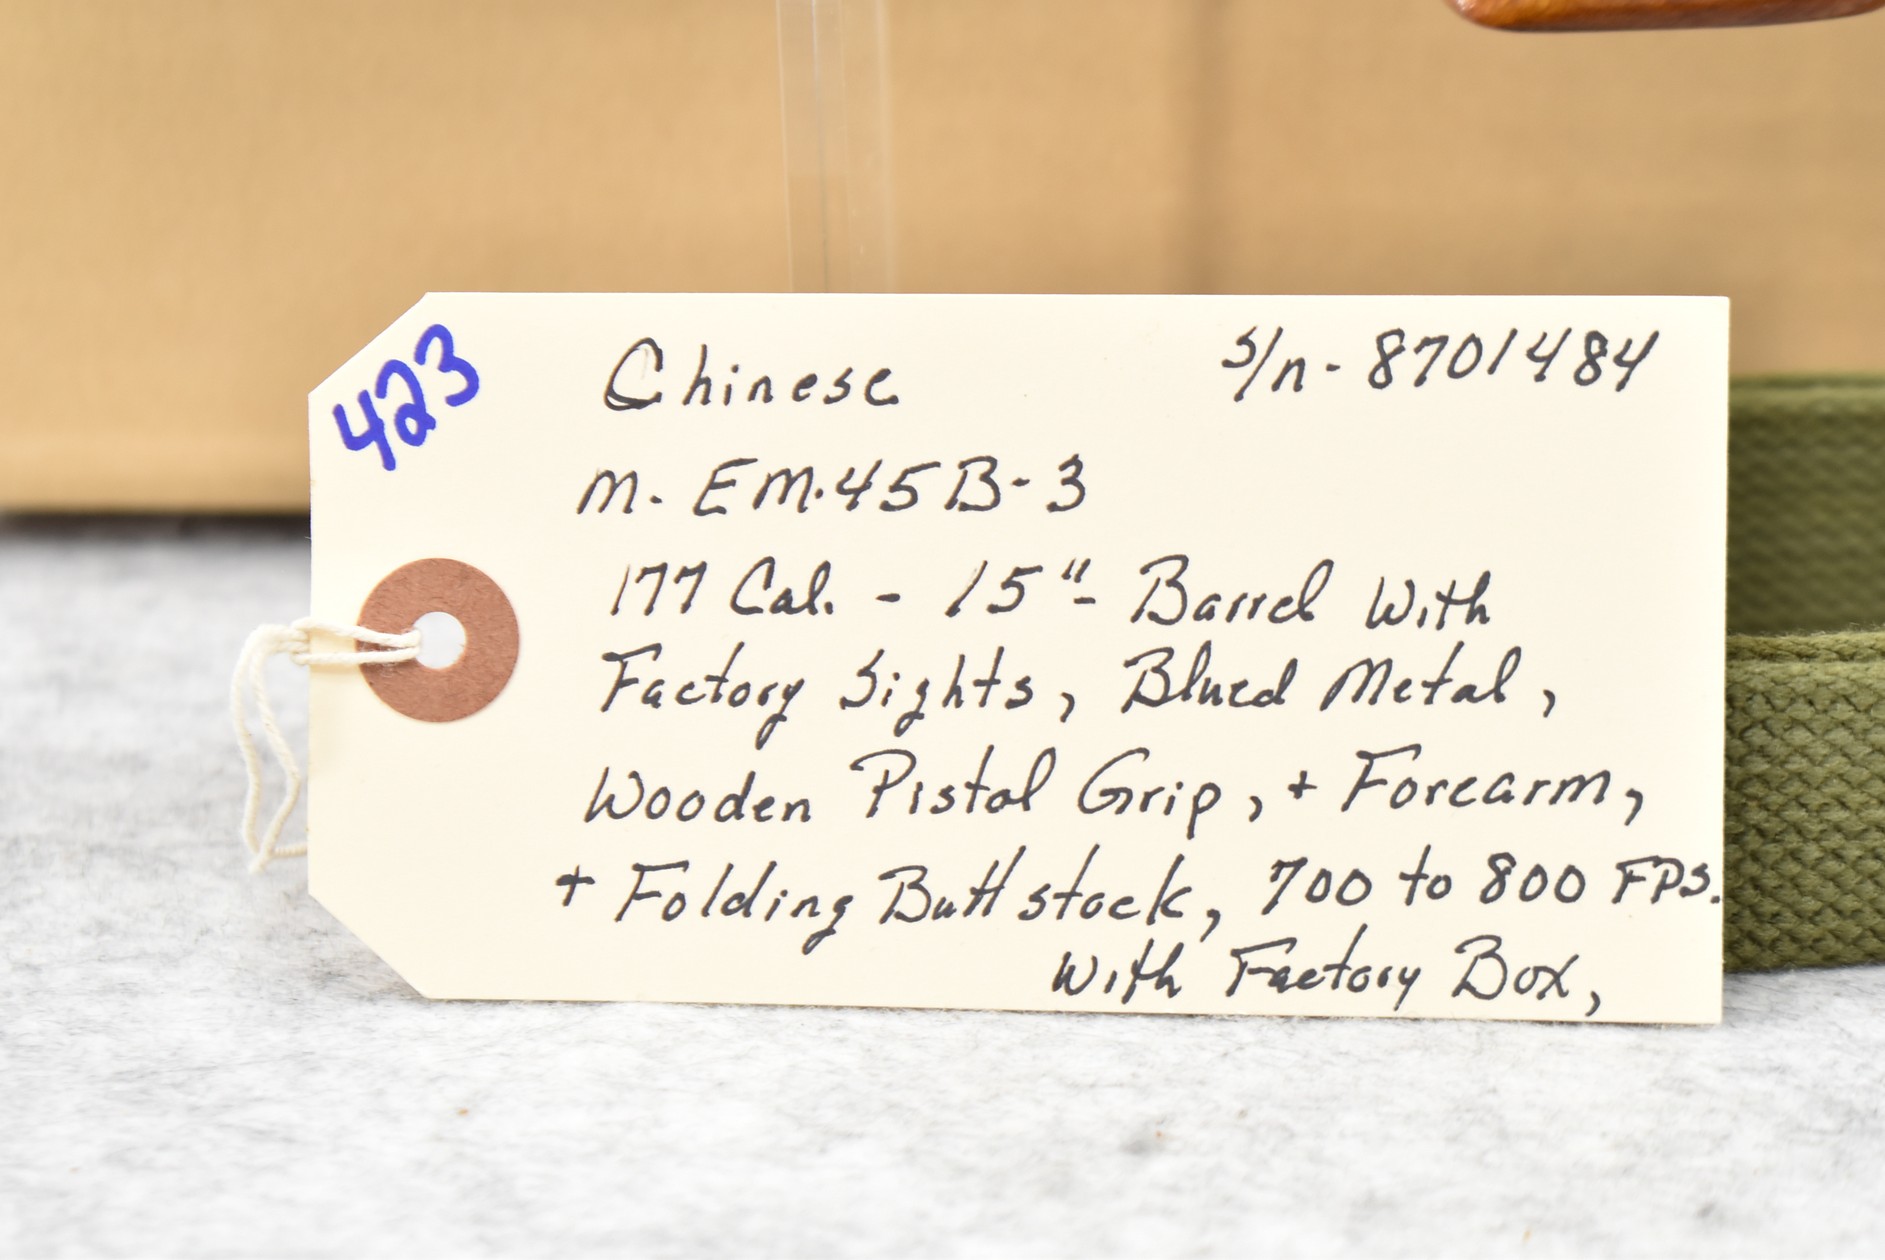 423
Chinese S/n- 8701484
M- EM.45B-3
177 Cal. - 15"- Barrel With
Factory Sights, Blued Metal,
Wooden Pistol Grip, + Forearm,
+ Folding Buttstock, 700 to 800 FPS.
With Factory Box,